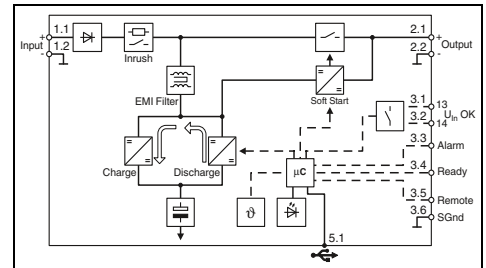 1.1
+
Input
1.2
-
Inrush
2.1
+
Output
2.2
-
EMI Filter
Soft Start
3.1
13
3.2
14
UIn OK
3.3
Alarm
3.4
Ready
3.5
Remote
3.6
SGnd
Charge
Discharge
µC
ϑ
5.1